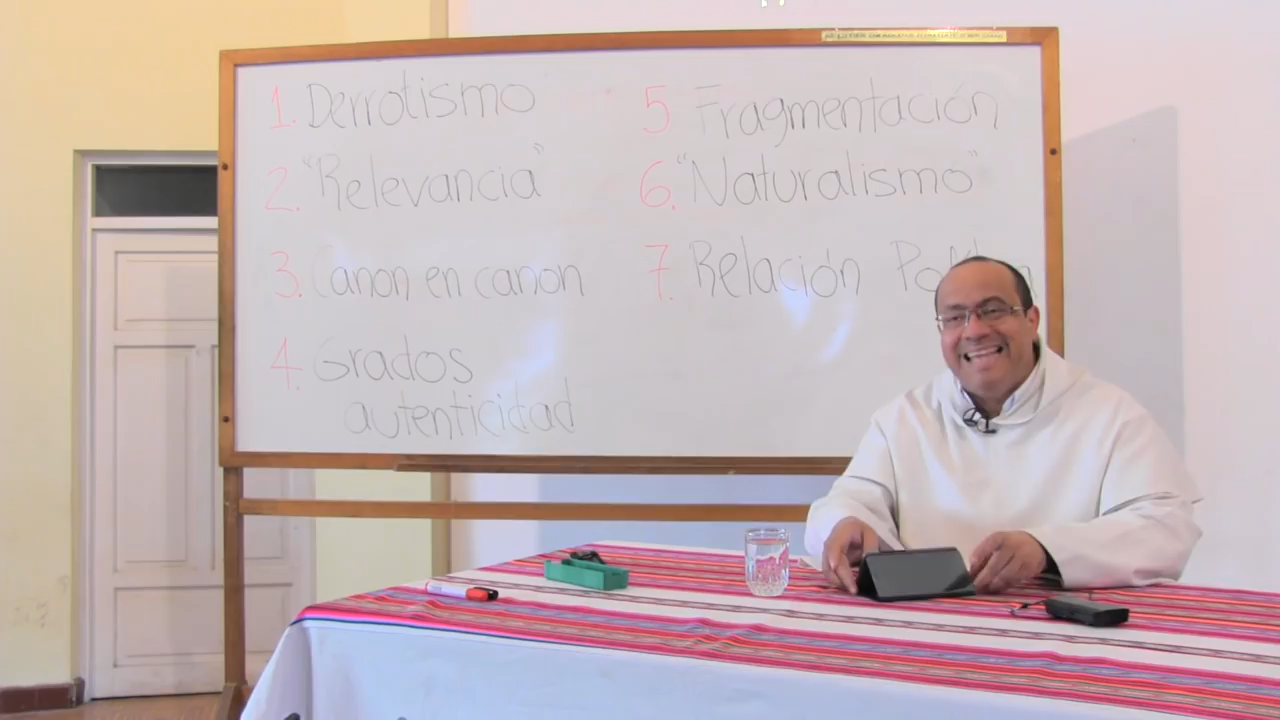 1. Derrotismo
2. "Relevancia"
3. Canon en canon
4. Grados
autenticidad
5 Fragmentación
6. "Naturalismo"
7. Relación